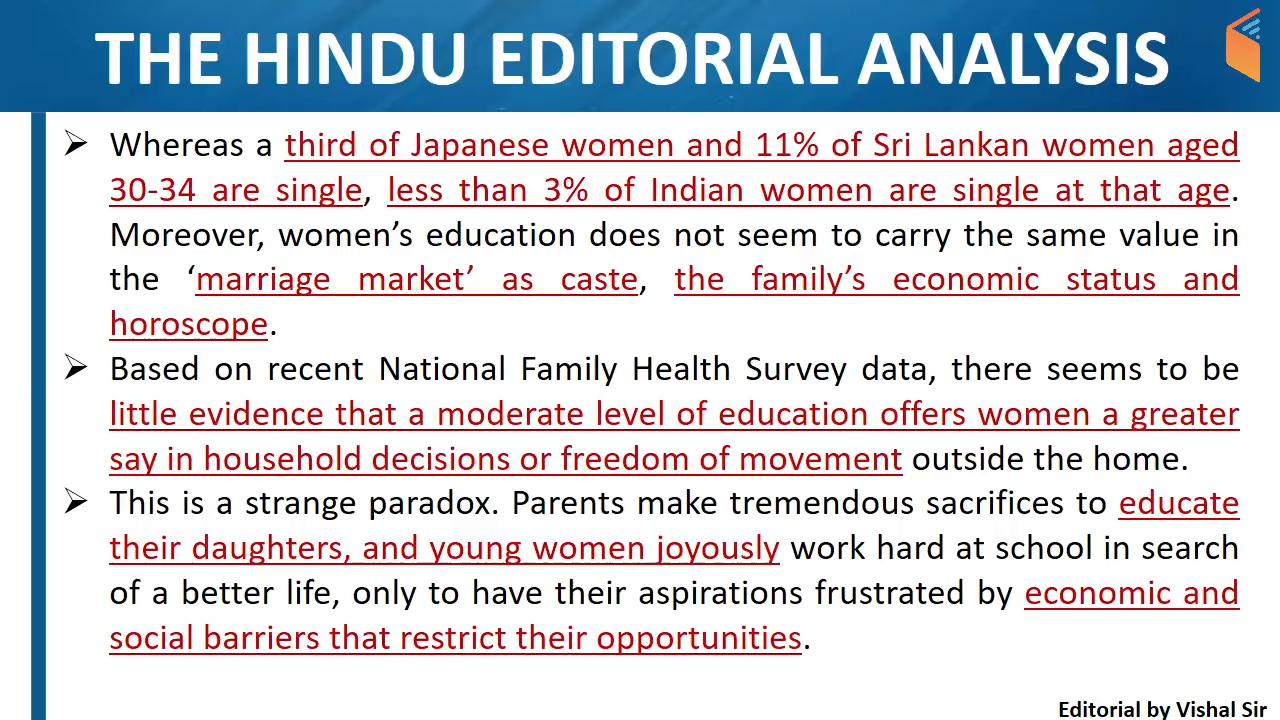 THE HINDU EDITORIAL ANALYSIS
➢ Whereas a third of Japanese women and 11% of Sri Lankan women aged
30-34 are single, less than 3% of Indian women are single at that age.
Moreover, women’s education does not seem to carry the same value in
the ‘marriage market’ as caste, the family’s economic status and
horoscope.
➢ Based on recent National Family Health Survey data, there seems to be
little evidence that a moderate level of education offers women a greater
say in household decisions or freedom of movement outside the home.
➢ This is a strange paradox. Parents make tremendous sacrifices to educate
their daughters, and young women joyously work hard at school in search
of a better life, only to have their aspirations frustrated by economic and
social barriers that restrict their opportunities.
Editorial by Vishal Sir